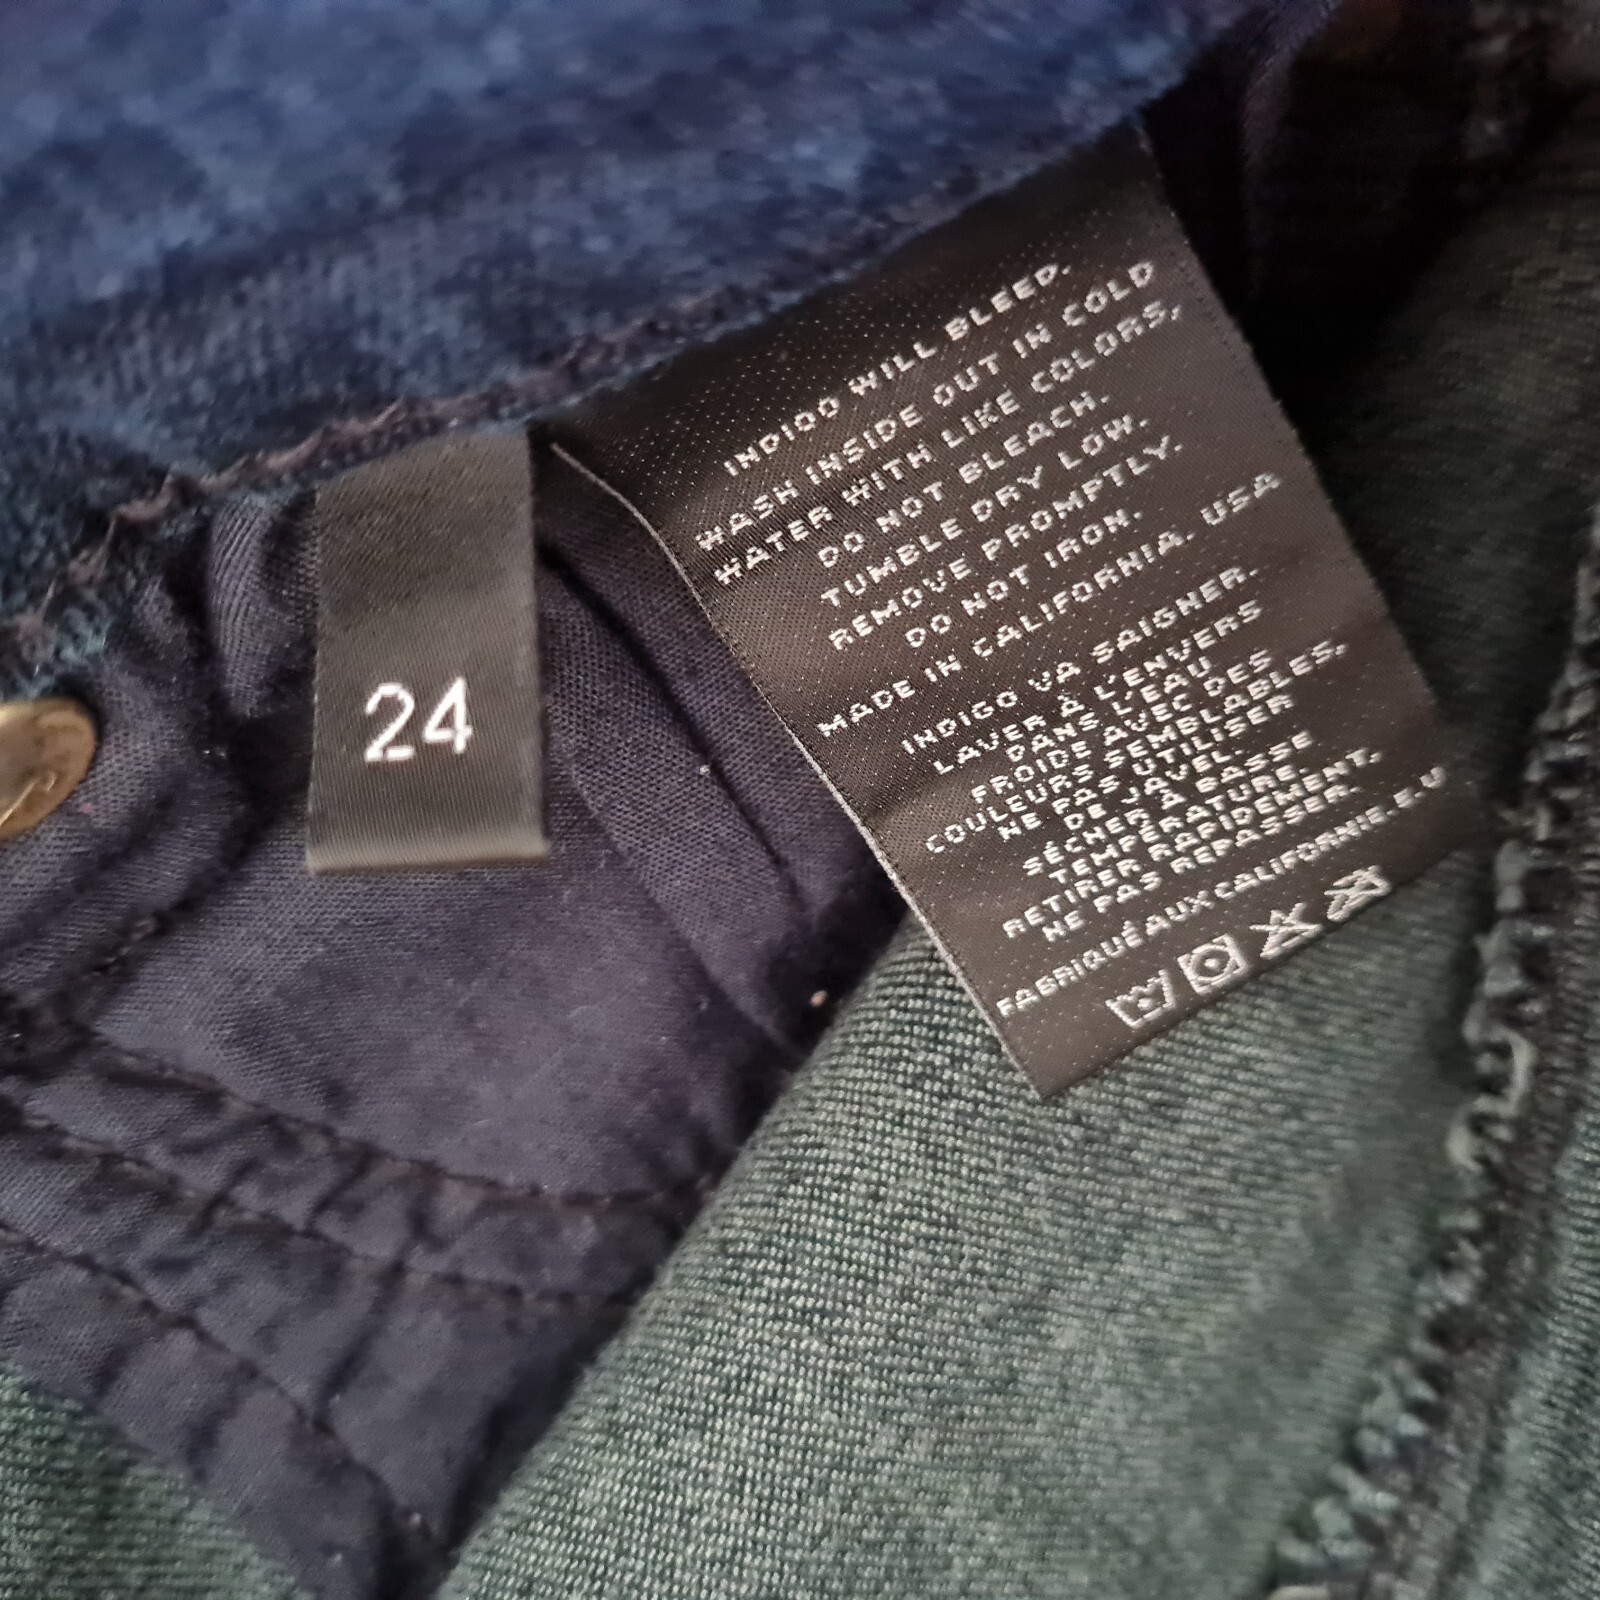 24
INDIGO WILL BLEED.
WASH INSIDE OUT IN COLD
WATER WITH LIKE COLORS,
DO NOT BLEACH.
TUMBLE DRY LOW.
REMOVE PROMPTLY.
DO NOT IRON.
MADE IN CALIFORNIA. USA
INDIGO VA SAIGNER.
LAVER À L'ENVERS
DANS L'EAU
FROIDE AVEC DES
COULEURS SEMBLABLES,
NE PAS UTILISER
DE JAVEL.
SÉCHER À BASSE
TEMPÉRATURE.
RETIRER RAPIDEMENT.
NE PAS REPASSER.
FABRIQUÉ AUX CALIFORNIE.E.U